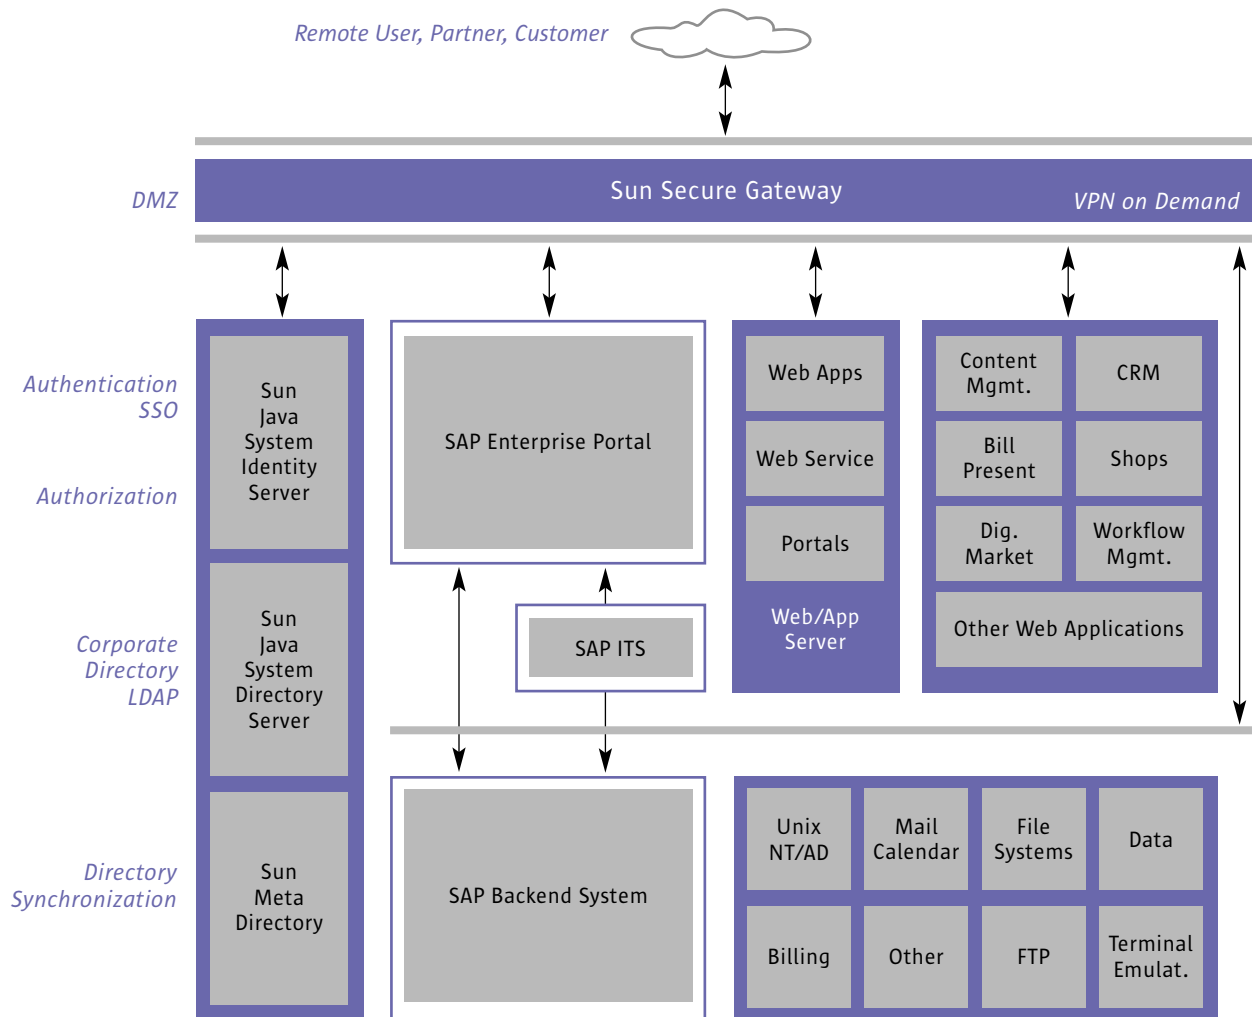 Remote User, Partner, Customer
DMZ
Sun Secure Gateway
VPN on Demand
Authentication
SSO
Authorization
Corporate
Directory
LDAP
Directory
Synchronization
Sun
Java
System
Identity
Server
Sun
Java
System
Directory
Server
Sun
Meta
Directory
SAP Enterprise Portal
SAP ITS
SAP Backend System
Web Apps
Web Service
Portals
Web/App
Server
Content
Mgmt.
CRM
Bill
Present
Shops
Dig.
Market
Workflow
Mgmt.
Other Web Applications
Unix
NT/AD
Mail
Calendar
File
Systems
Data
Billing
Other
FTP
Terminal
Emulat.